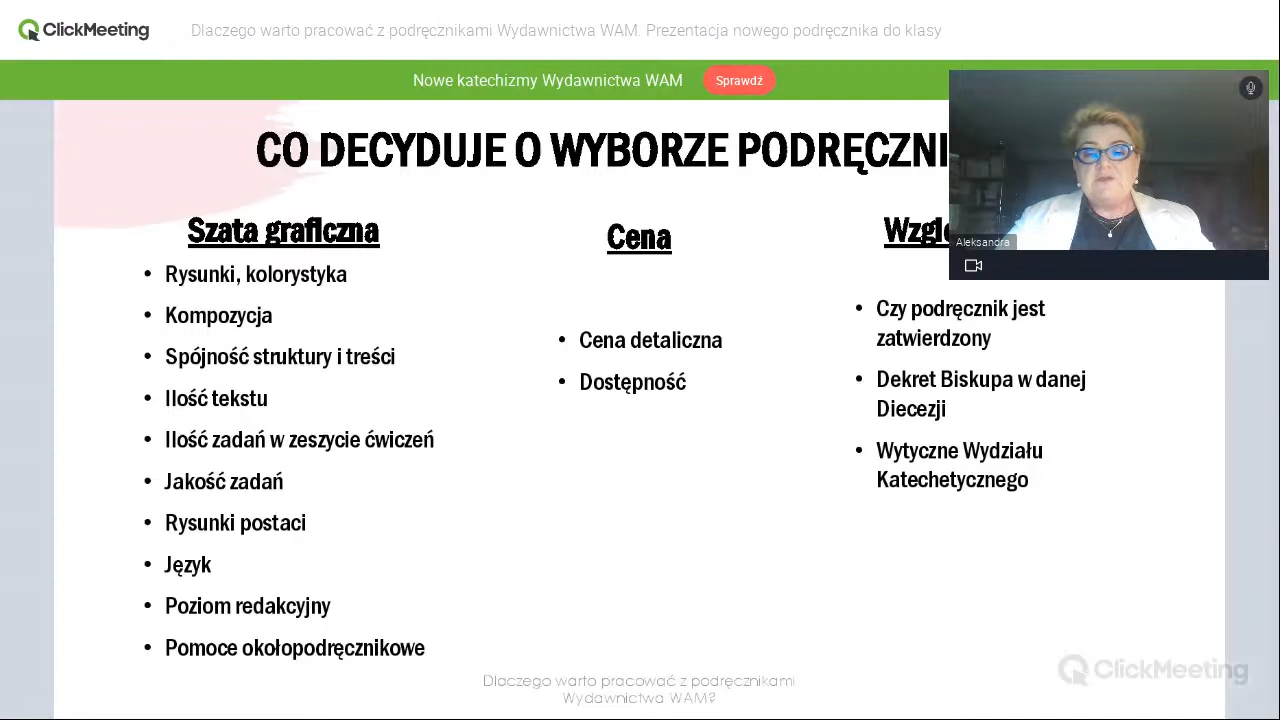 ClickMeeting
Dlaczego warto pracować z podręcznikami Wydawnictwa WAM. Prezentacja nowego podręcznika do klasy
Nowe katechizmy Wydawnictwa WAM
Sprawdź
CO DECYDUJE O WYBORZE PODRĘCZNI
Szata graficzna
• Rysunki, kolorystyka
• Kompozycja
• Spójność struktury i treści
• Ilość tekstu
• Ilość zadań w zeszycie ćwiczeń
• Jakość zadań
• Rysunki postaci
• Język
• Poziom redakcyjny
• Pomoce okołopodręcznikowe
Cena
• Cena detaliczna
• Dostępność
• Czy podręcznik jest
zatwierdzony
• Dekret Biskupa w danej
Diecezji
• Wytyczne Wydziału
Katechetycznego
Aleksandra
Dlaczego warto pracować z podręcznikami
Wydawnictwa WAM?
ClickMeeting